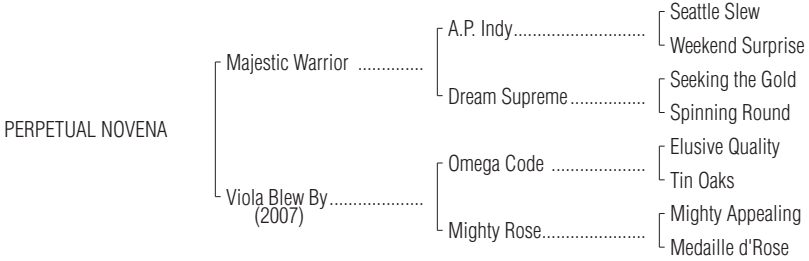 Seattle Slew
A.P. Indy..............................
Weekend Surprise
Majestic Warrior ..............
Seeking the Gold
Dream Supreme.................
Spinning Round
PERPETUAL NOVENA
Elusive Quality
Omega Code .....................
Tin Oaks
Viola Blew By.....................
(2007)
Mighty Appealing
Mighty Rose.......................
Medaille d'Rose